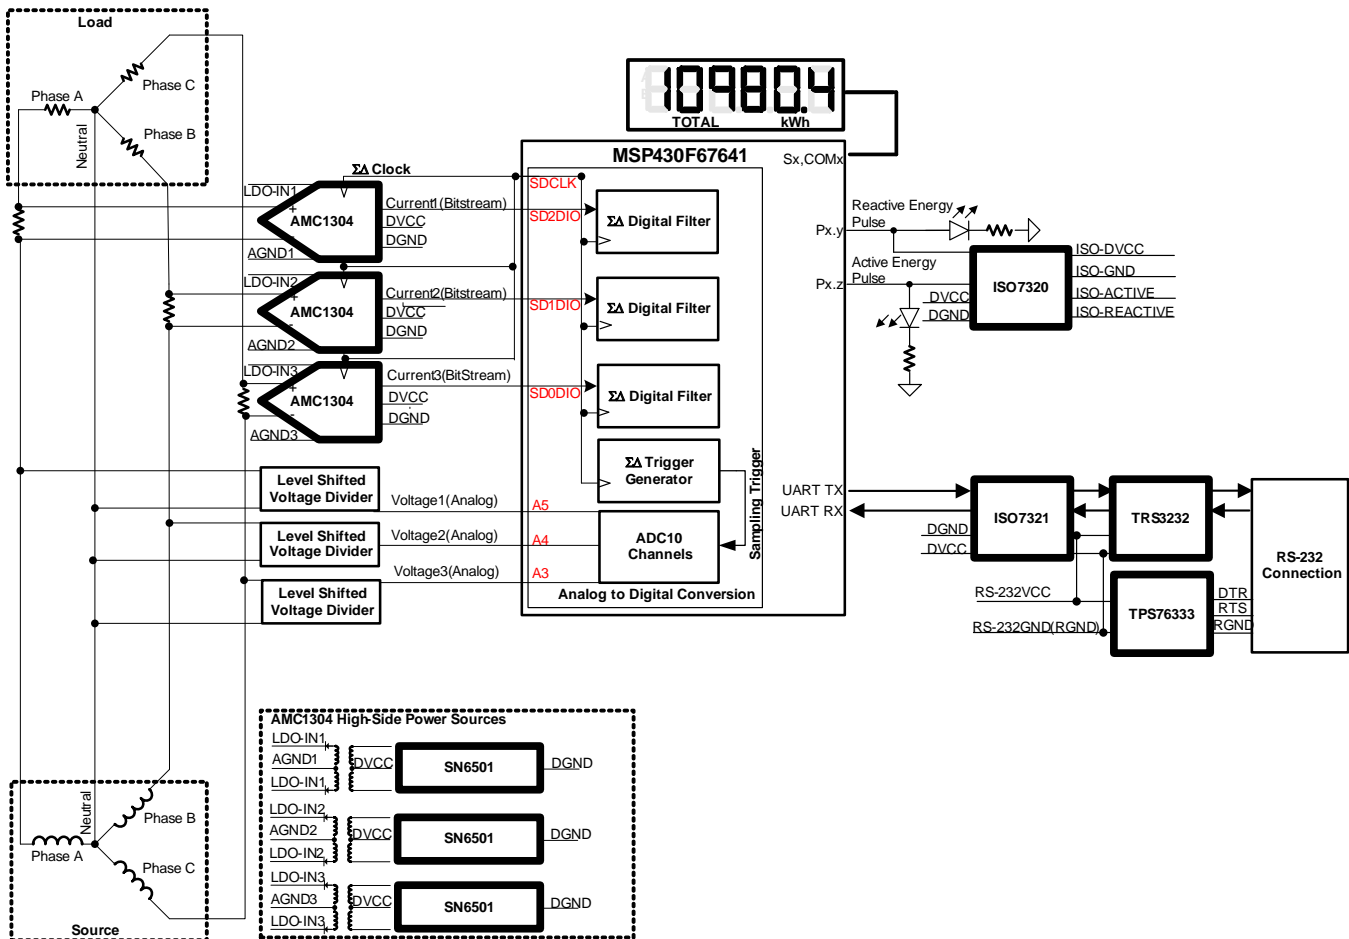 Load
Phase C
Phase A
Phase B
Neutral
10980.4
TOTAL kWh
MSP430F67641
Sx,COMx
ΣΔ Clock
SDCLK
LDO-IN1
+
-
AMC1304
Current1(Bitstream)
DVCC
DGND
AGND1
SD2DIO
ΣΔ Digital Filter
LDO-IN2
+
-
AMC1304
Current2(Bitstream)
DVCC
DGND
AGND2
SD1DIO
ΣΔ Digital Filter
LDO-IN3
+
-
AMC1304
Current3(BitStream)
DVCC
DGND
AGND3
SD0DIO
ΣΔ Digital Filter
ΣΔ Trigger
Generator
Sampling Trigger
Level Shifted
Voltage Divider
Voltage1(Analog)
A5
Level Shifted
Voltage Divider
Voltage2(Analog)
A4
Level Shifted
Voltage Divider
Voltage3(Analog)
A3
ADC10
Channels
Analog to Digital Conversion
Reactive Energy
Pulse
Px.y
Active Energy
Pulse
Px.z
DVCC
DGND
ISO7320
ISO-DVCC
ISO-GND
ISO-ACTIVE
ISO-REACTIVE
UART TX
UART RX
DGND
DVCC
ISO7321
TRS3232
RS-232
Connection
RS-232VCC
RS-232GND(RGND)
TPS76333
DTR
RTS
RGND
AMC1304 High-Side Power Sources
LDO-IN1
AGND1
LDO-IN1
DVCC
SN6501
DGND
LDO-IN2
AGND2
LDO-IN2
DVCC
SN6501
DGND
LDO-IN3
AGND3
LDO-IN3
DVCC
SN6501
DGND
Neutral
Phase B
Phase A
Phase C
Source